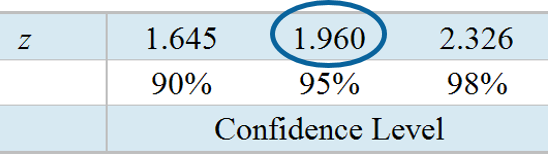 z 1.645 1.960 2.326
90% 95% 98%
Confidence Level